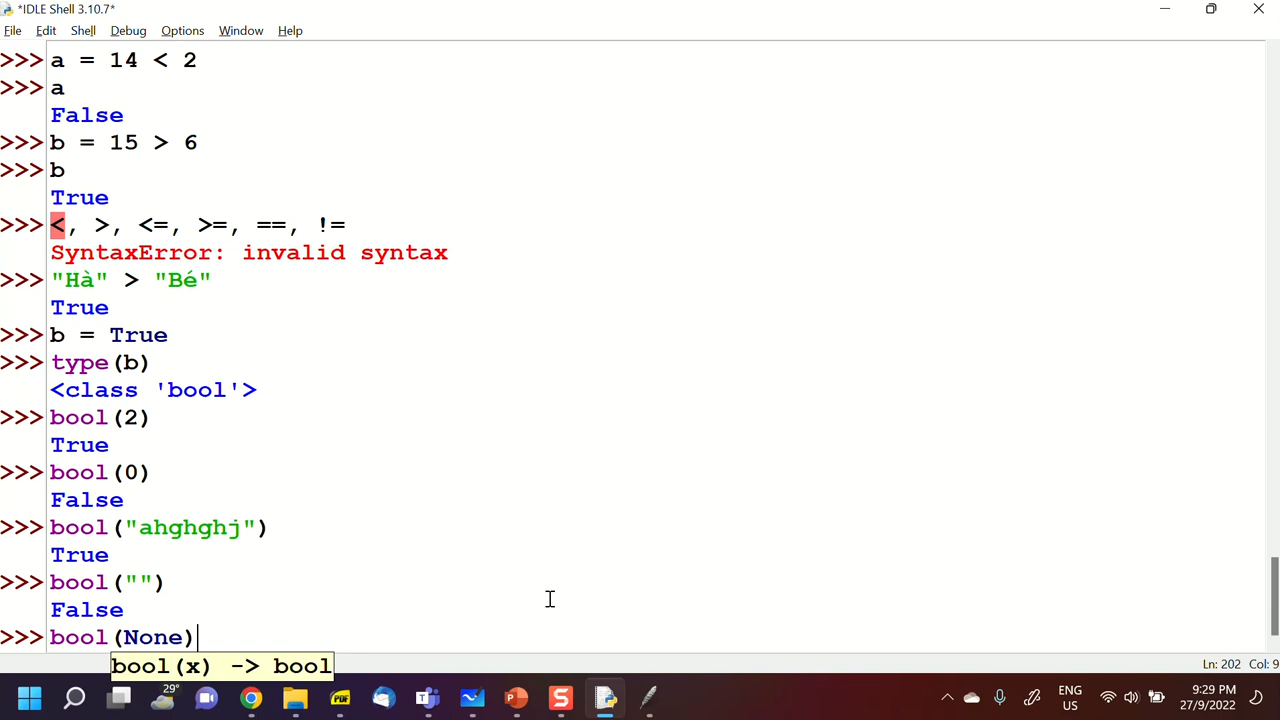 *IDLE Shell 3.10.7*
File Edit Shell Debug Options Window Help
>>> a = 14 < 2
>>> a
False
>>> b = 15 > 6
>>> b
True
>>> <, >, <=, >=, ==, !=
SyntaxError: invalid syntax
>>> "Hà" > "Bé"
True
>>> b = True
>>> type(b)
<class 'bool'>
>>> bool(2)
True
>>> bool(0)
False
>>> bool("ahghghj")
True
>>> bool("")
False
>>> bool(None)
bool(x) -> bool
Ln: 202 Col: 9
29°
PDF
T
P
S
ENG
US
9:29 PM
27/9/2022